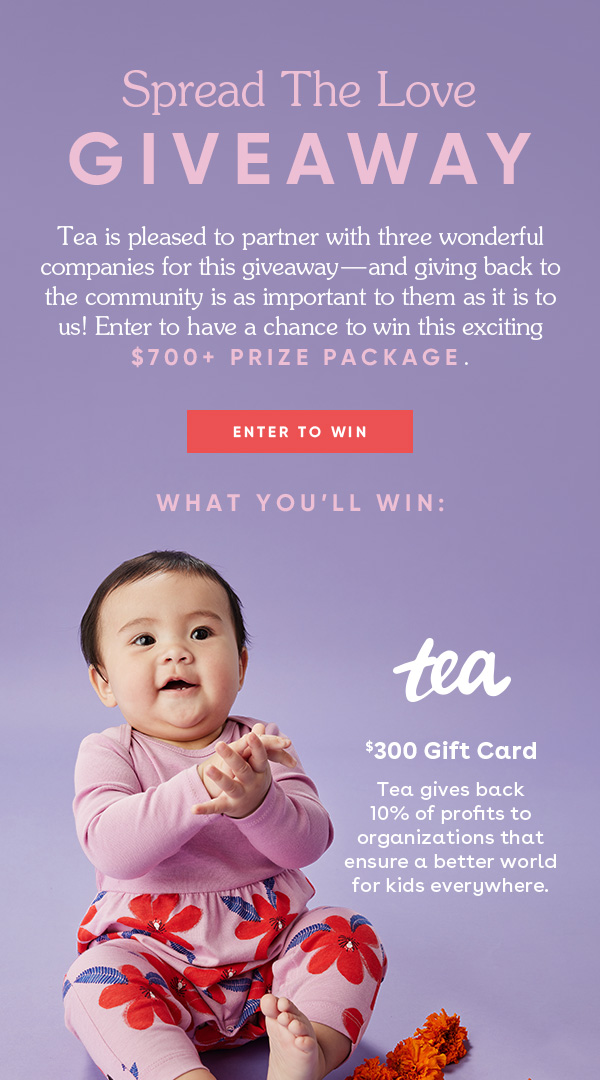 Spread The Love
GIVEAWAY
Tea is pleased to partner with three wonderful
companies for this giveaway—and giving back to
the community is as important to them as it is to
us! Enter to have a chance to win this exciting
$700+ PRIZE PACKAGE.
ENTER TO WIN
WHAT YOU'LL WIN:
tea
$300 Gift Card
Tea gives back
10% of profits to
organizations that
ensure a better world
for kids everywhere.